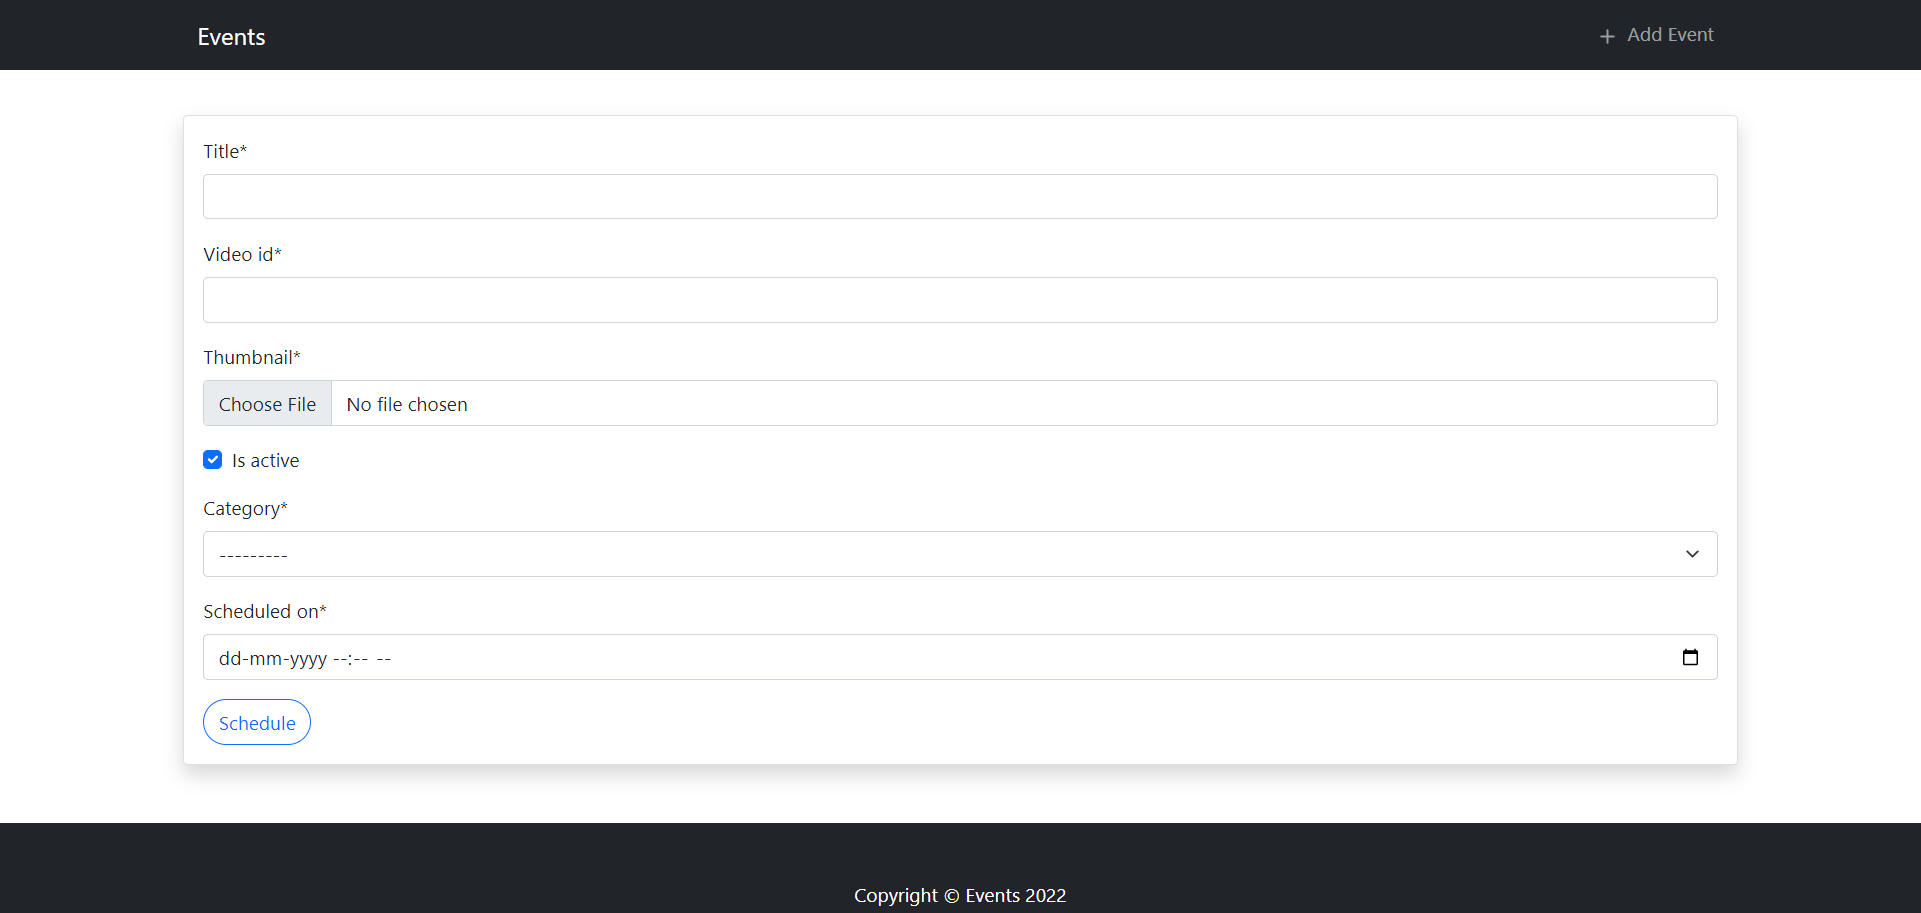 Events
+ Add Event
Title*
Video id*
Thumbnail*
Choose File No file chosen
Is active
Category*
---------
Scheduled on*
dd-mm-yyyy --:-- --
Schedule
Copyright © Events 2022